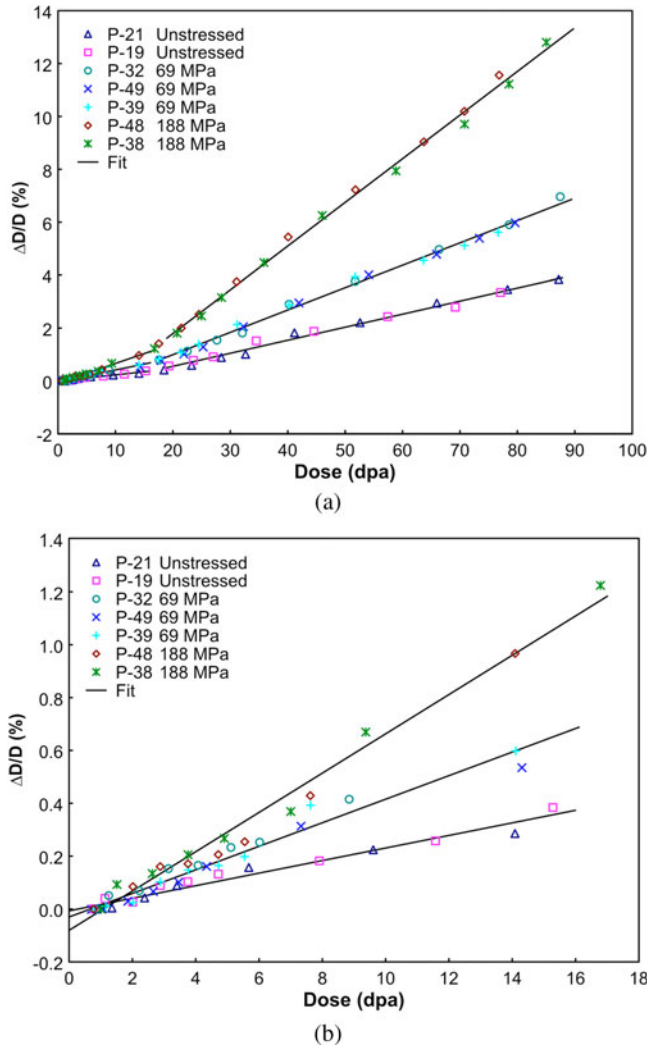 14
12
10
8
6
4
2
0
-2
ΔD/D (%)
P-21 Unstressed
P-19 Unstressed
P-32 69 MPa
P-49 69 MPa
P-39 69 MPa
P-48 188 MPa
P-38 188 MPa
Fit
0 10 20 30 40 50 60 70 80 90 100
Dose (dpa)
(a)
1.4
1.2
1.0
0.8
0.6
0.4
0.2
0.0
-0.2
ΔD/D (%)
P-21 Unstressed
P-19 Unstressed
P-32 69 MPa
P-49 69 MPa
P-39 69 MPa
P-48 188 MPa
P-38 188 MPa
Fit
0 2 4 6 8 10 12 14 16 18
Dose (dpa)
(b)